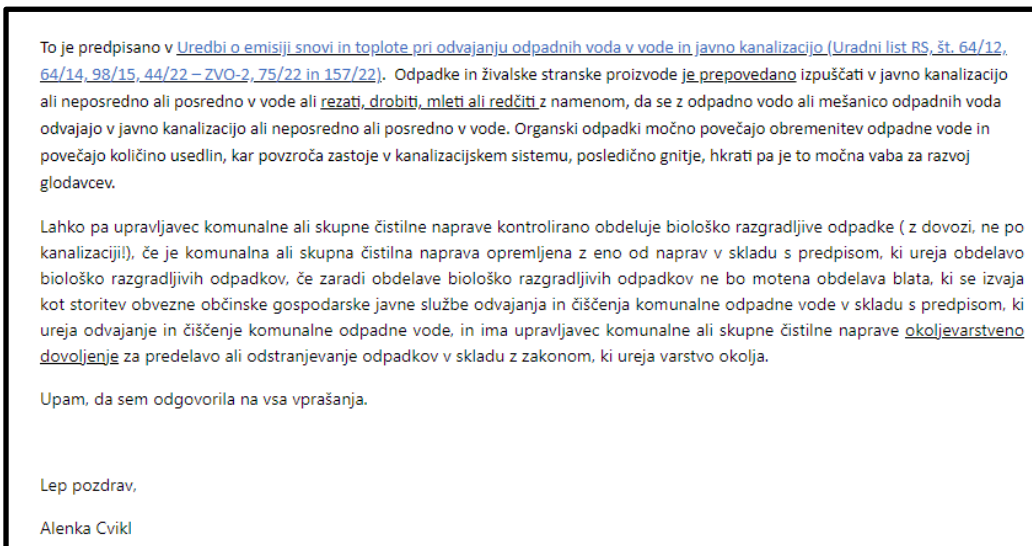 To je predpisano v Uredbi o emisiji snovi in toplote pri odvajanju odpadnih voda v vode in javno kanalizacijo (Uradni list RS, št. 64/12,
64/14, 98/15, 44/22 – ZVO-2, 75/22 in 157/22).  Odpadke in živalske stranske proizvode je prepovedano izpuščati v javno kanalizacijo
ali neposredno ali posredno v vode ali rezati, drobiti, mleti ali redčiti z namenom, da se z odpadno vodo ali mešanico odpadnih voda
odvajajo v javno kanalizacijo ali neposredno ali posredno v vode. Organski odpadki močno povečajo obremenitev odpadne vode in
povečajo količino usedlin, kar povzroča zastoje v kanalizacijskem sistemu, posledično gnitje, hkrati pa je to močna vaba za razvoj
glodavcev.
Lahko pa upravljavec komunalne ali skupne čistilne naprave kontrolirano obdeluje biološko razgradljive odpadke ( z dovozi, ne po
kanalizaciji!), če je komunalna ali skupna čistilna naprava opremljena z eno od naprav v skladu s predpisom, ki ureja obdelavo
biološko razgradljivih odpadkov, če zaradi obdelave biološko razgradljivih odpadkov ne bo motena obdelava blata, ki se izvaja
kot storitev obvezne občinske gospodarske javne službe odvajanja in čiščenja komunalne odpadne vode v skladu s predpisom, ki
ureja odvajanje in čiščenje komunalne odpadne vode, in ima upravljavec komunalne ali skupne čistilne naprave okoljevarstveno
dovoljenje za predelavo ali odstranjevanje odpadkov v skladu z zakonom, ki ureja varstvo okolja.
Upam, da sem odgovorila na vsa vprašanja.
Lep pozdrav,
Alenka Cvikl